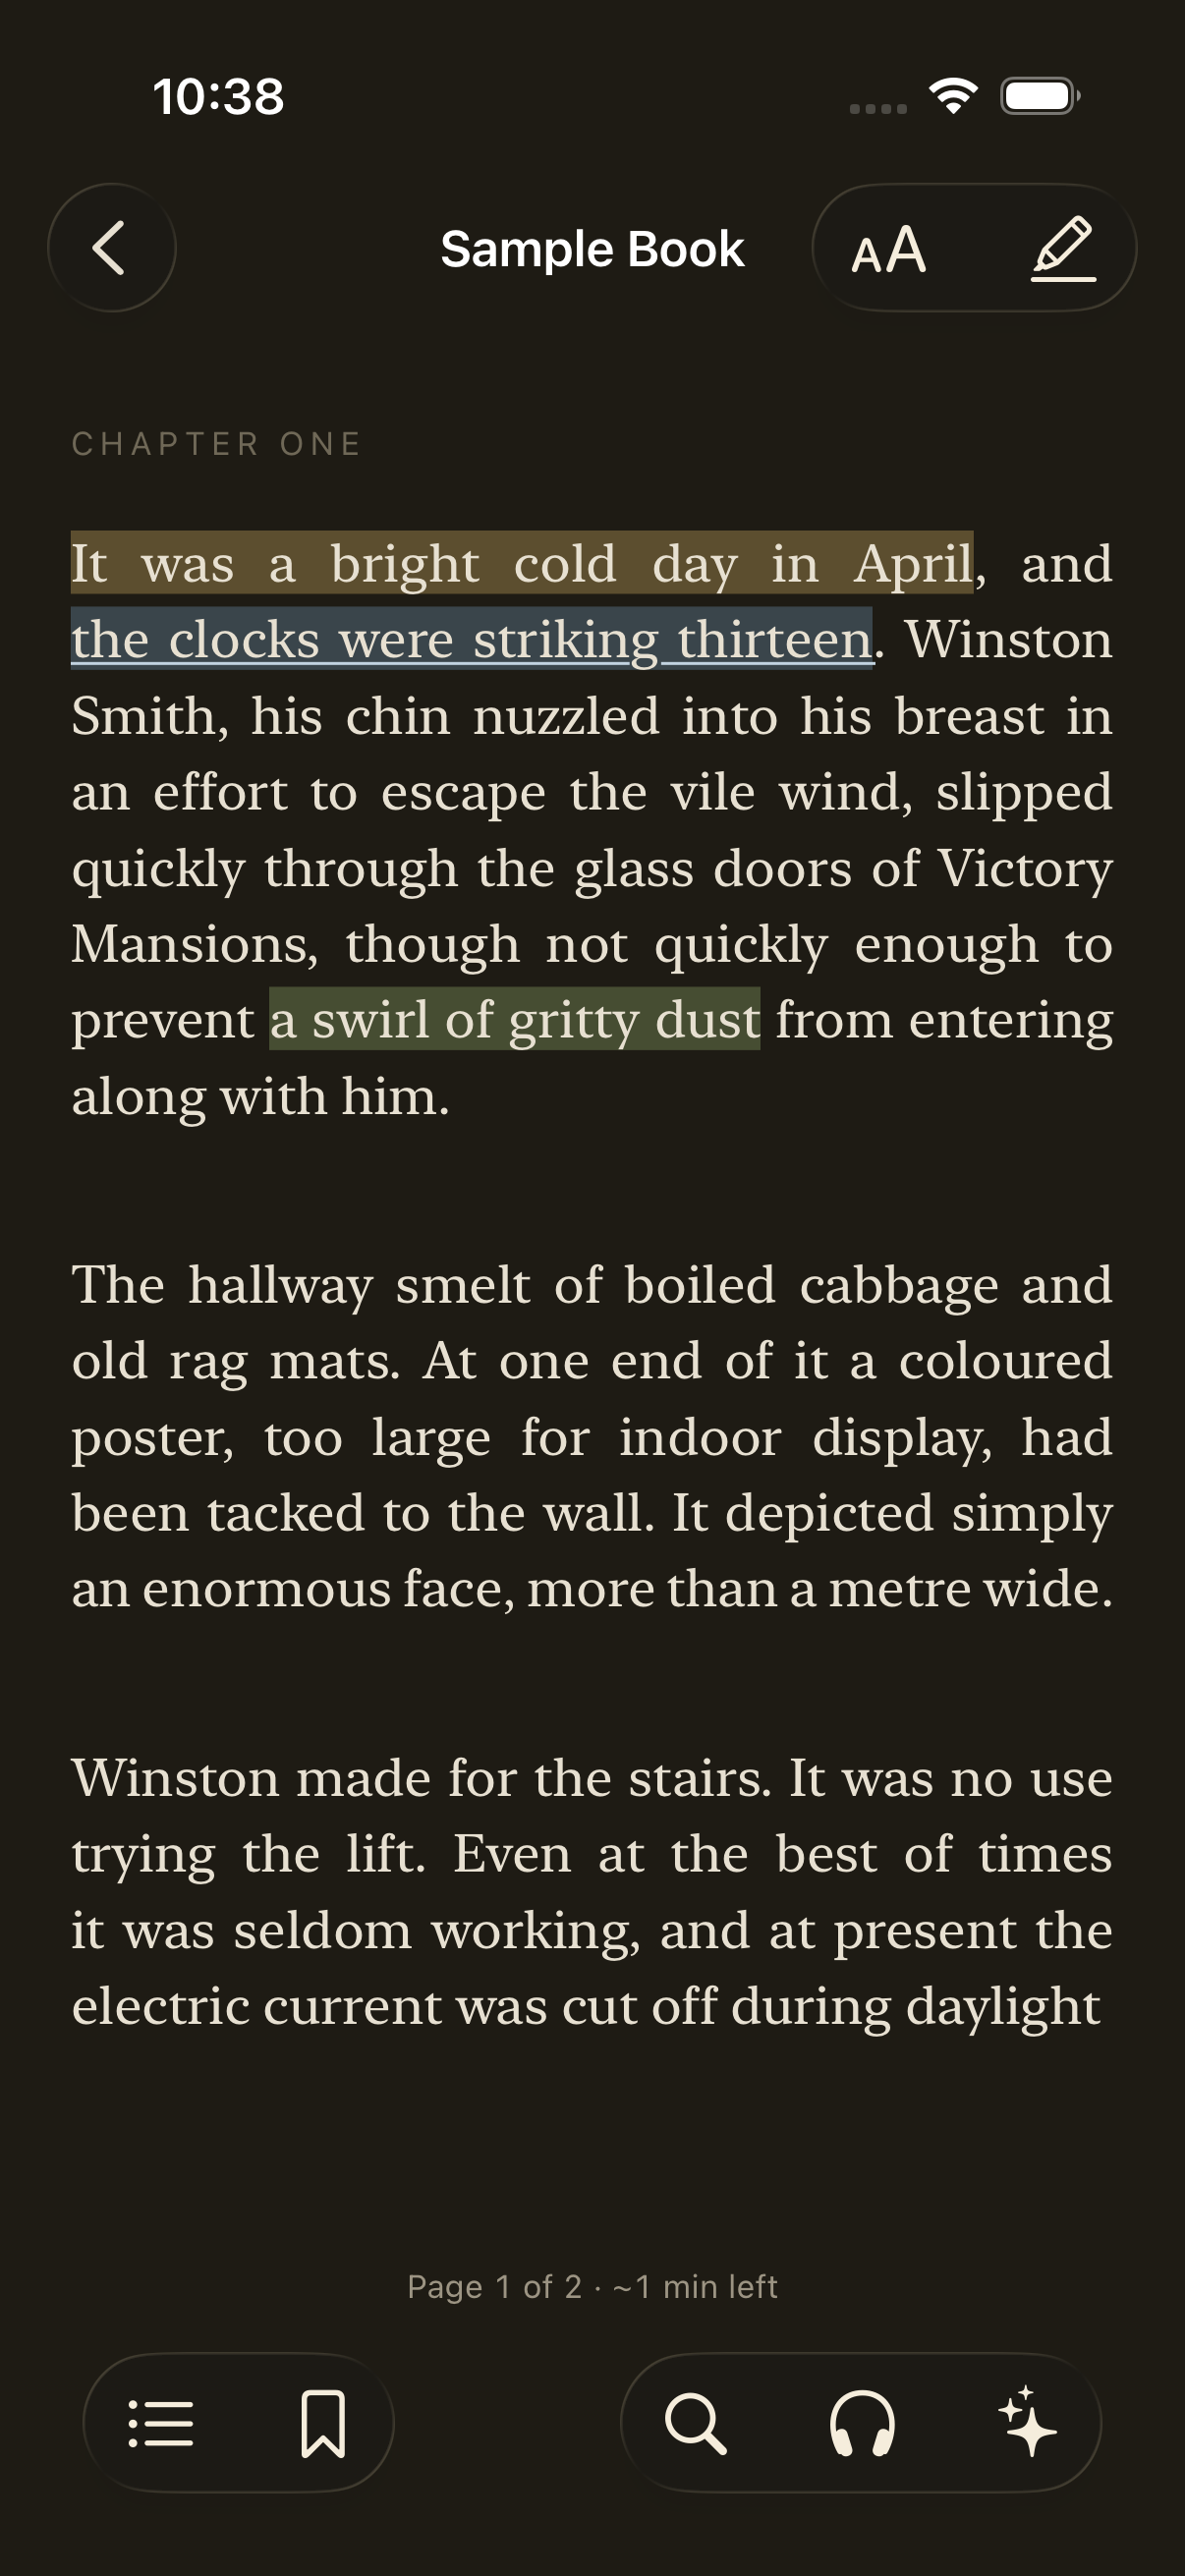 10:38
Sample Book
AA
CHAPTER ONE
It was a bright cold day in April, and
the clocks were striking thirteen. Winston
Smith, his chin nuzzled into his breast in
an effort to escape the vile wind, slipped
quickly through the glass doors of Victory
Mansions, though not quickly enough to
prevent a swirl of gritty dust from entering
along with him.
The hallway smelt of boiled cabbage and
old rag mats. At one end of it a coloured
poster, too large for indoor display, had
been tacked to the wall. It depicted simply
an enormous face, more than a metre wide.
Winston made for the stairs. It was no use
trying the lift. Even at the best of times
it was seldom working, and at present the
electric current was cut off during daylight
Page 1 of 2 · ~1 min left